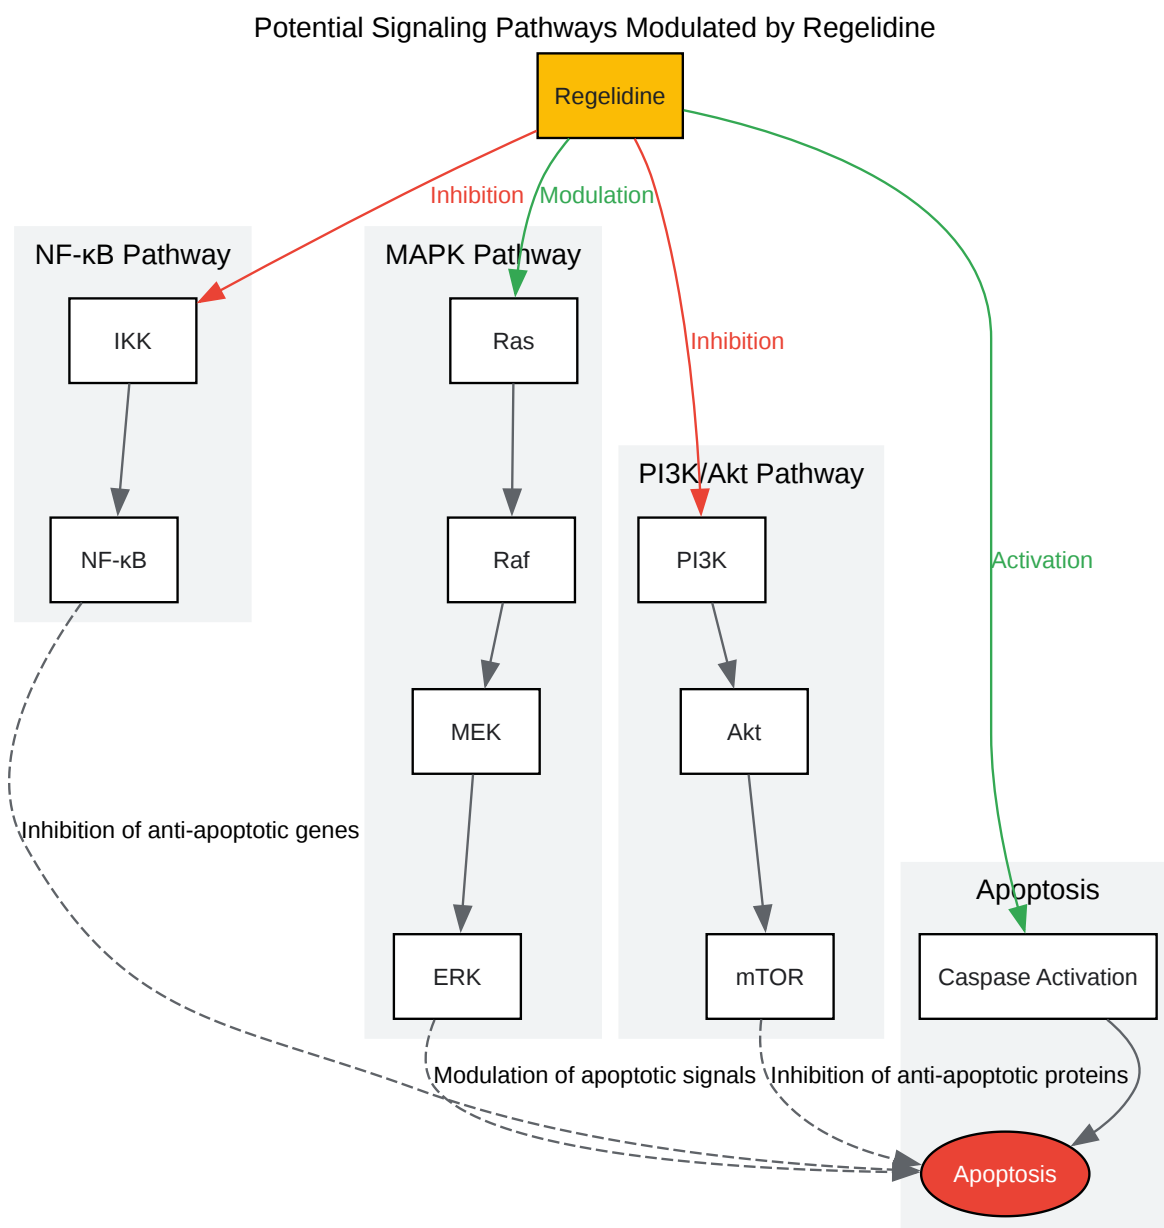 Potential Signaling Pathways Modulated by Regelidine
Regelidine
Inhibition
Modulation
NF-κB Pathway
MAPK Pathway
IKK
Ras
Inhibition
PI3K/Akt Pathway
NF-κB
Raf
PI3K
Activation
MEK
Akt
Inhibition of anti-apoptotic genes
Apoptosis
ERK
mTOR
Caspase Activation
Modulation of apoptotic signals
Inhibition of anti-apoptotic proteins
Apoptosis